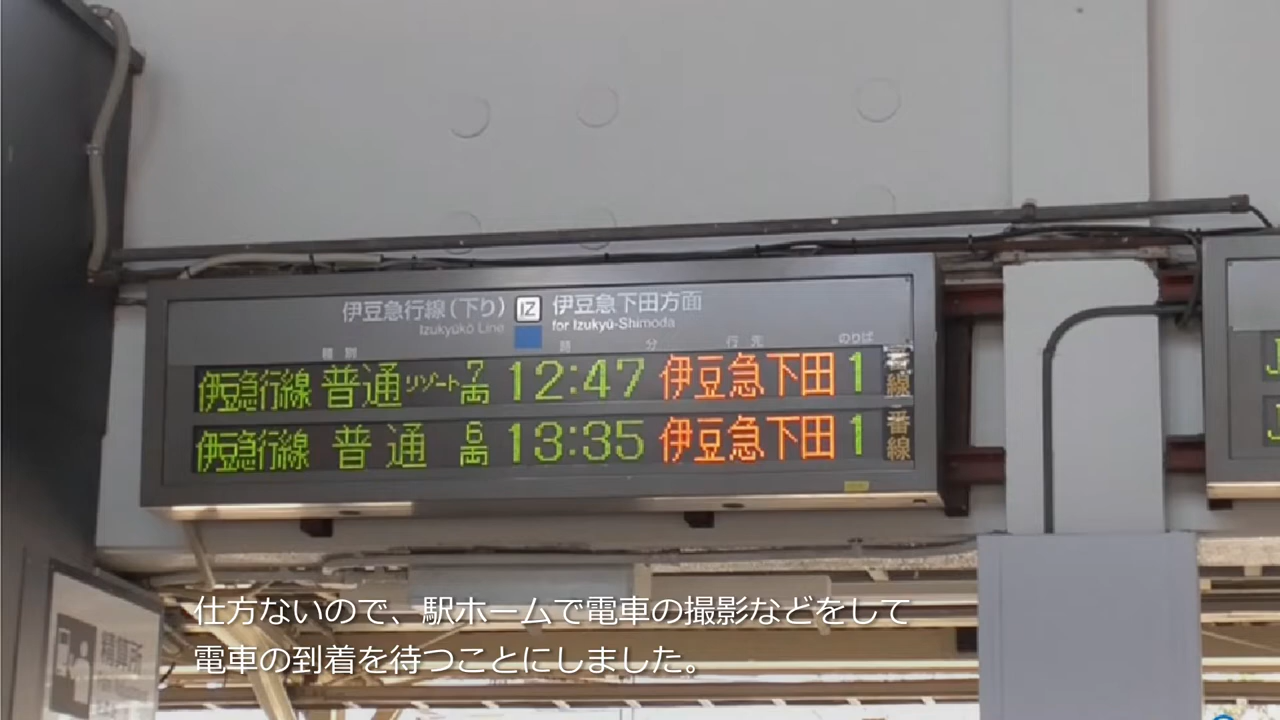 伊豆急行線(下り) IZ 伊豆急下田方面
Izukyūkō Line for Izukyū-Shimoda
種別 時 分 行先 のりば
伊豆急行線 普通 リゾート 7両 12:47 伊豆急下田 1 番線
伊豆急行線 普通 6両 13:35 伊豆急下田 1 番線
精算所
仕方ないので、駅ホームで電車の撮影などをして
電車の到着を待つことにしました。